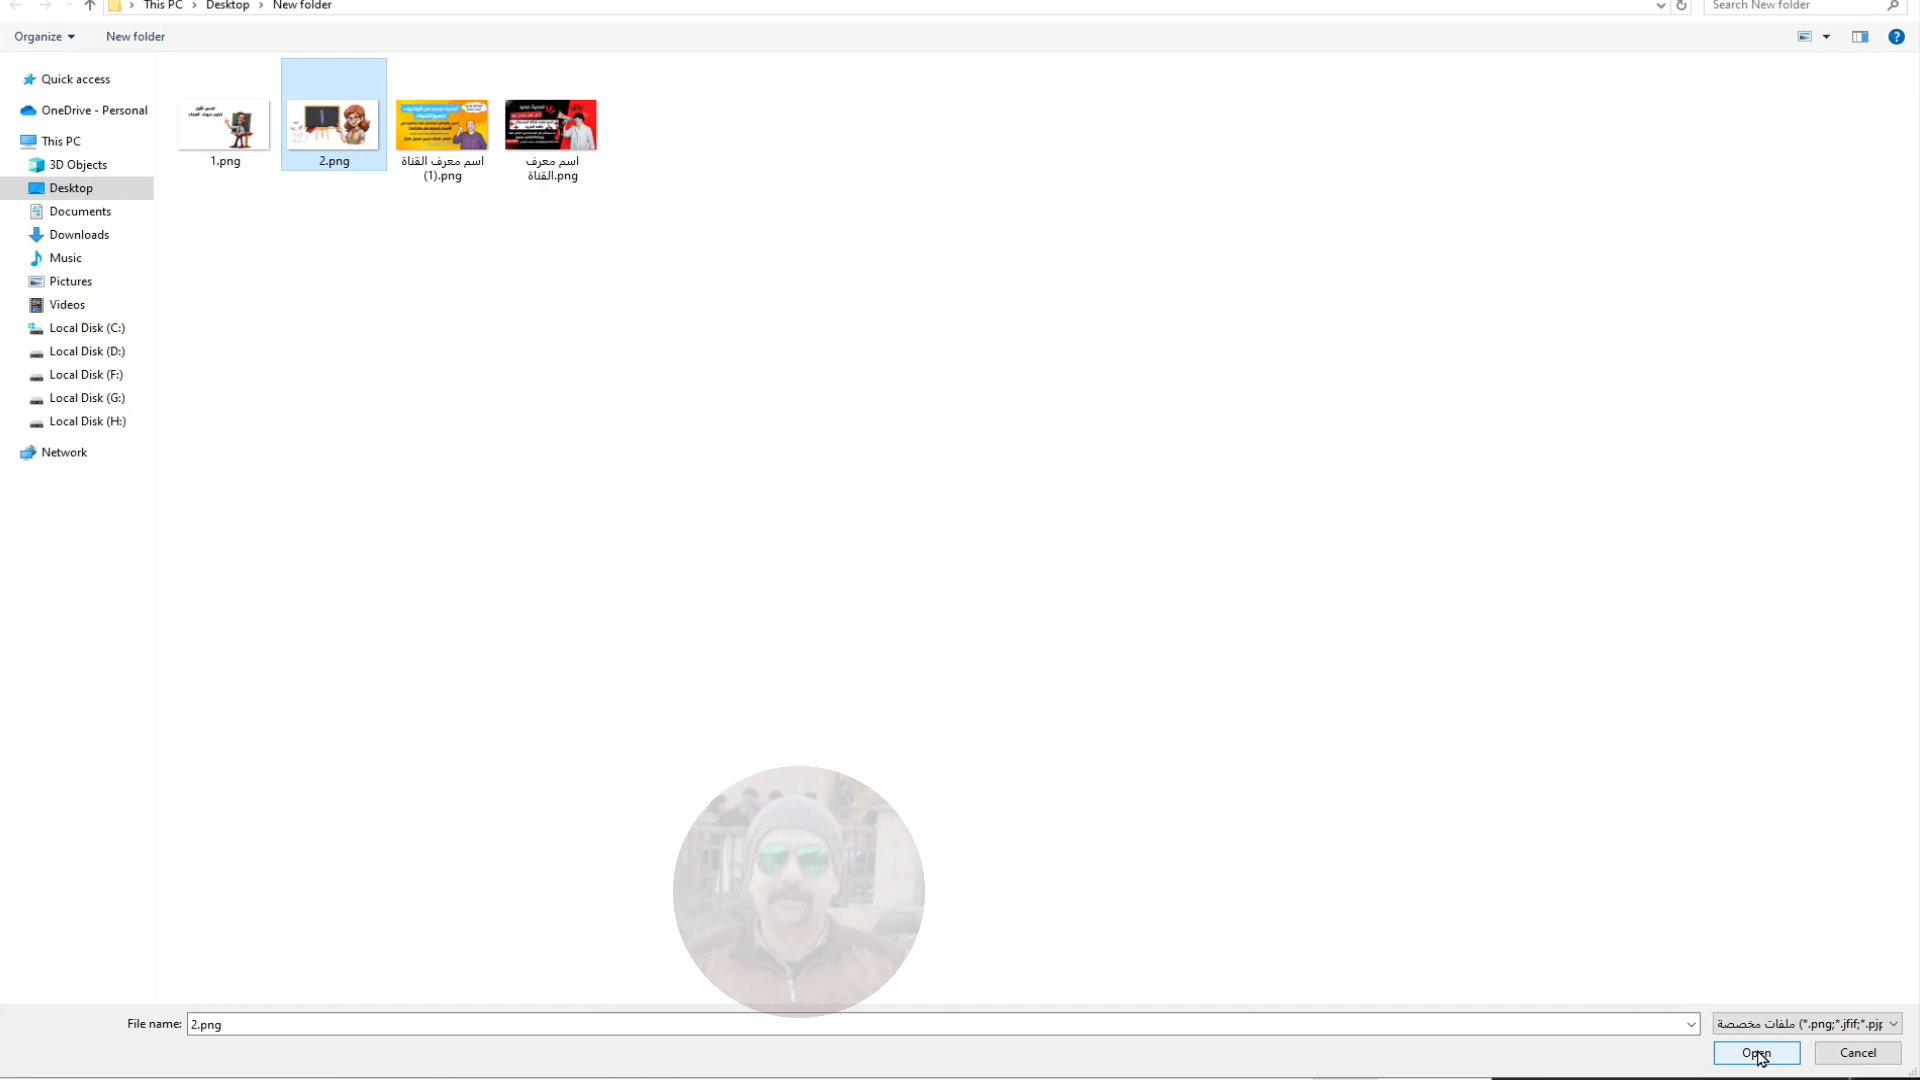 This PC > Desktop > New folder
Search New folder
Organize
New folder
Quick access
OneDrive - Personal
This PC
3D Objects
Desktop
Documents
Downloads
Music
Pictures
Videos
Local Disk (C:)
Local Disk (D:)
Local Disk (F:)
Local Disk (G:)
Local Disk (H:)
Network
1.png
2.png
اسم معرف القناة
(1).png
اسم معرف
القناة.png
File name: 2.png
ملفات مخصصة (*.png;*.jfif;*.pjp
Open
Cancel